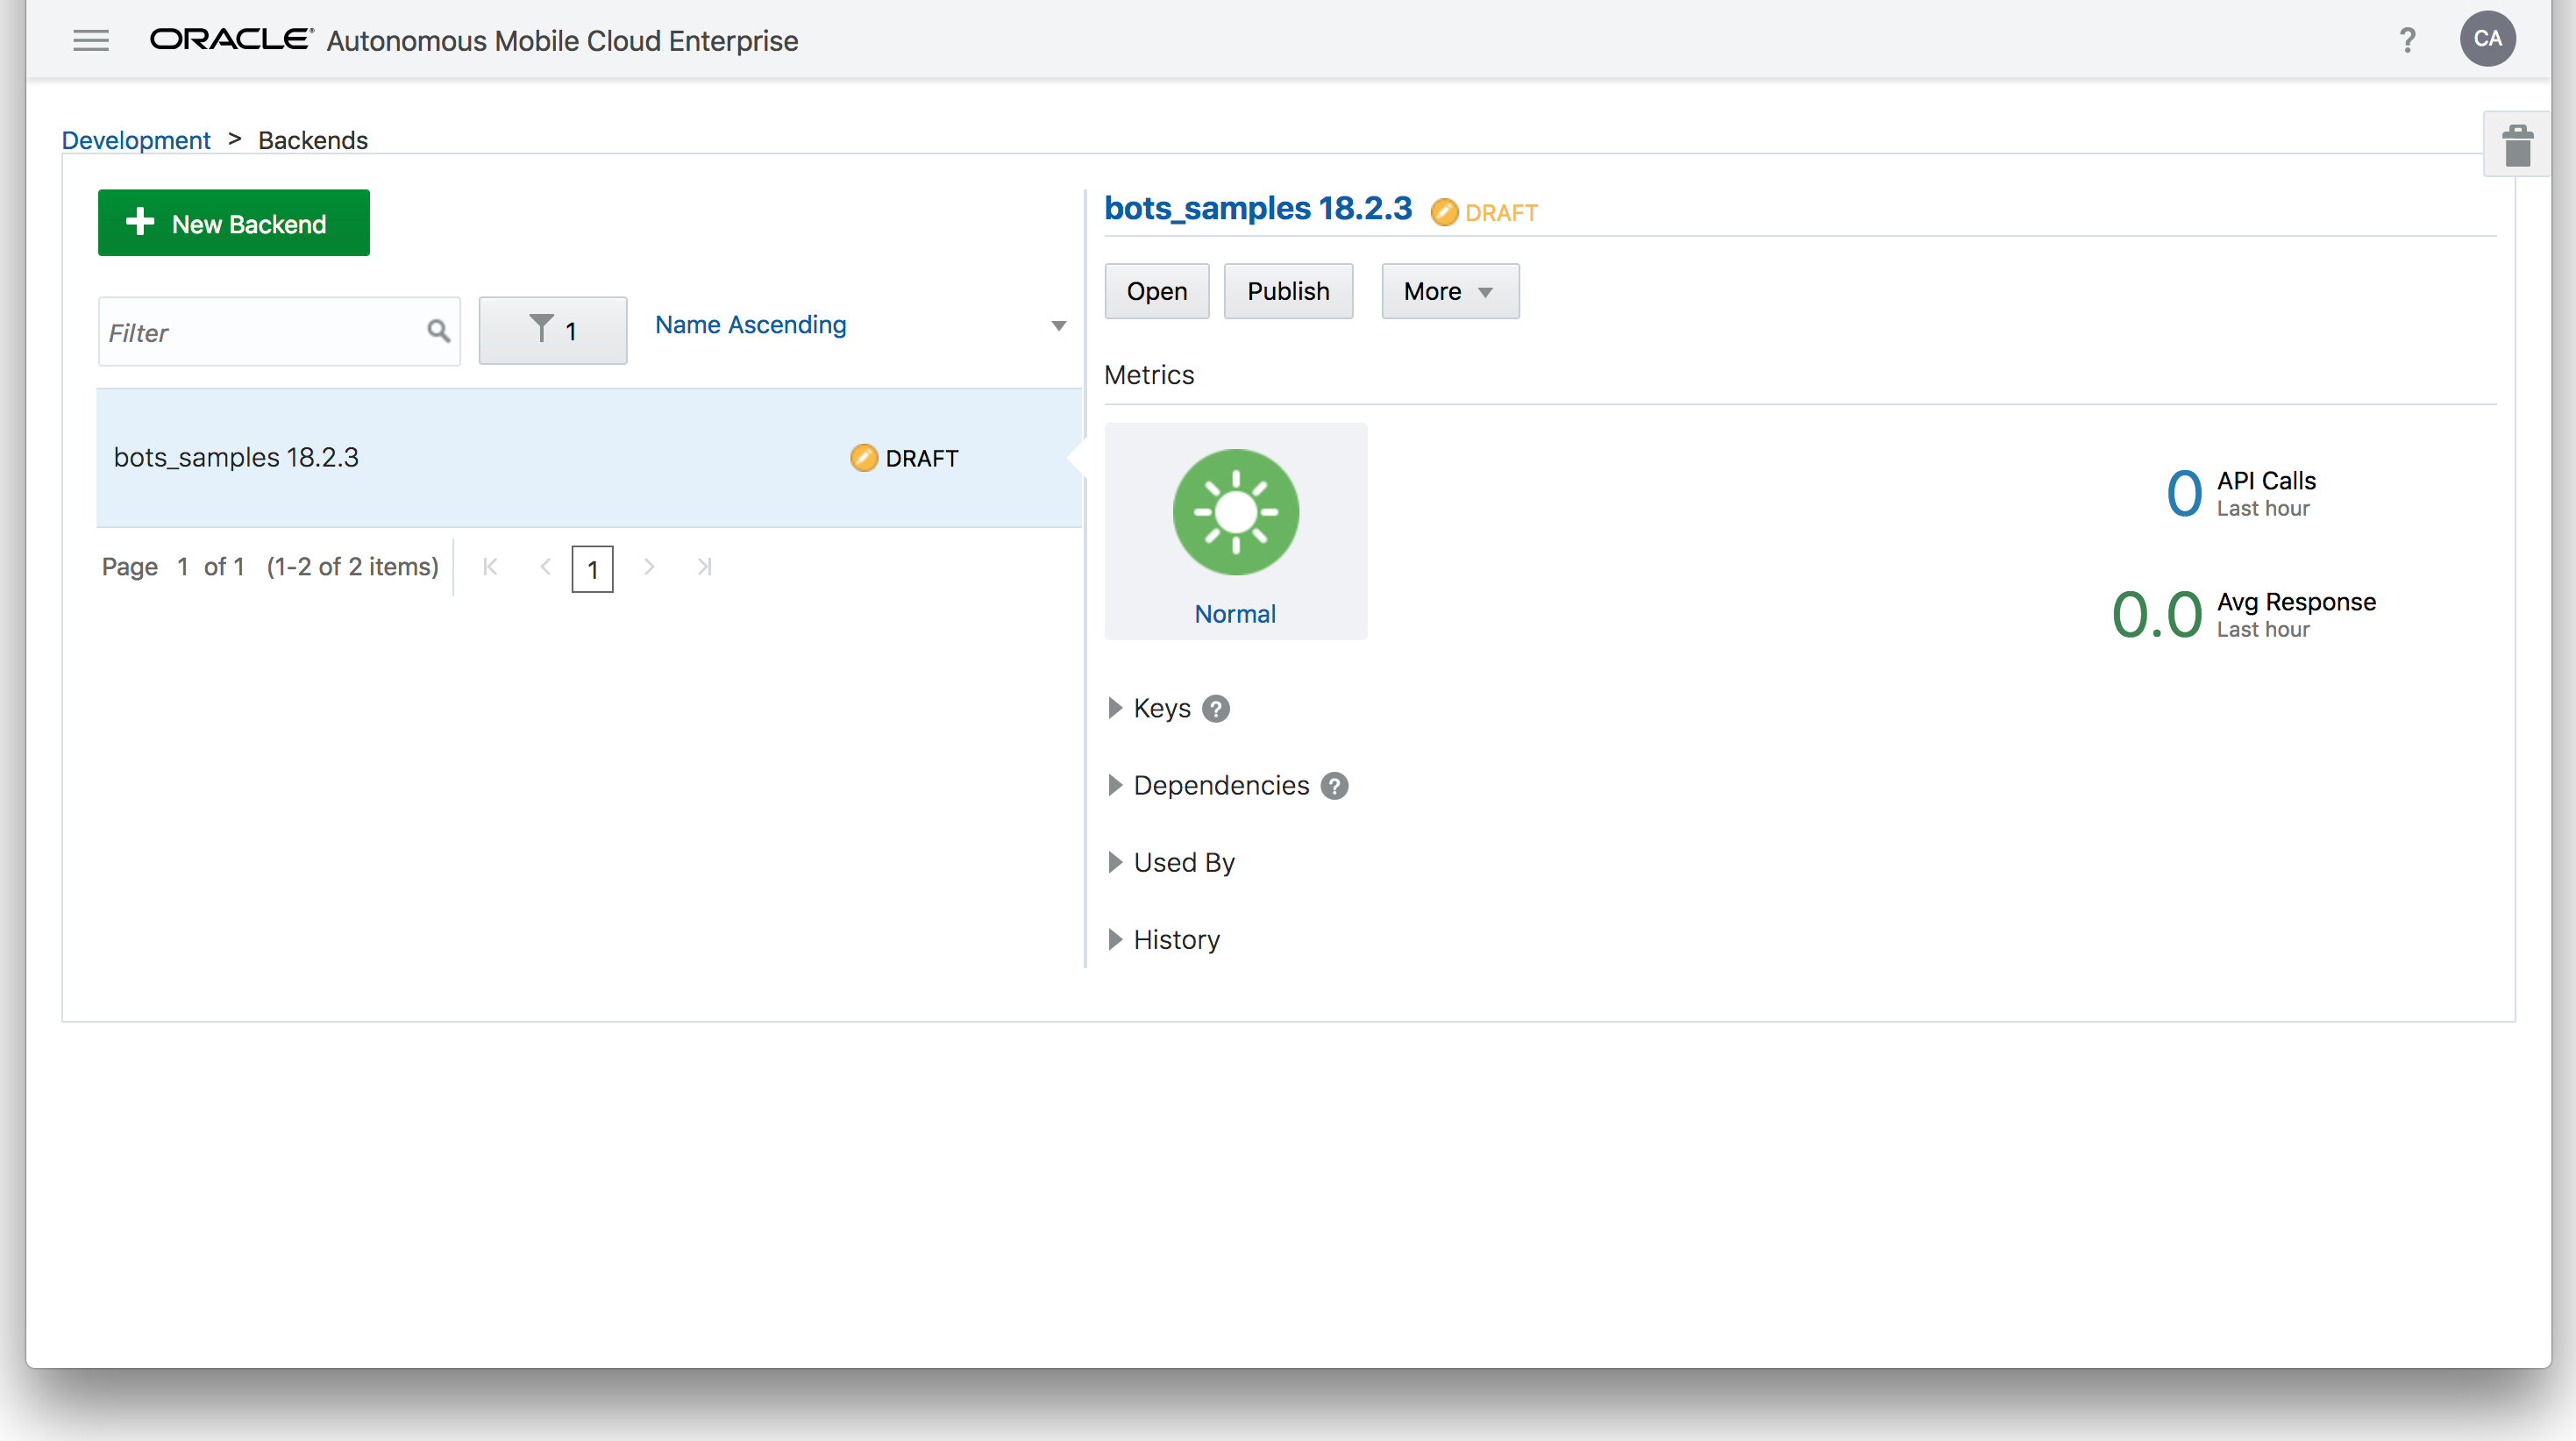 ORACLE® Autonomous Mobile Cloud Enterprise
? CA
Development > Backends
New Backend
Filter
1
Name Ascending
bots_samples 18.2.3 DRAFT
Page 1 of 1 (1-2 of 2 items) 1
bots_samples 18.2.3 DRAFT
Open Publish More
Metrics
Normal
0 API Calls
Last hour
0.0 Avg Response
Last hour
Keys ?
Dependencies ?
Used By
History